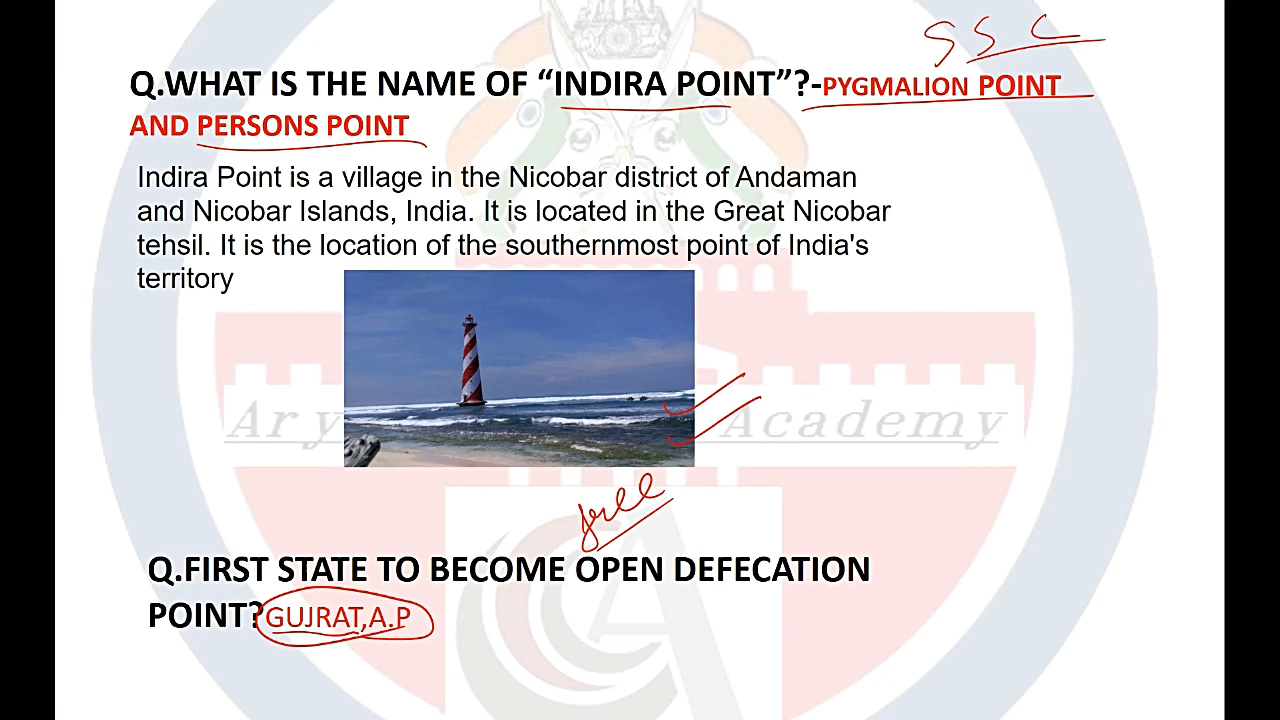 SSC
Q.WHAT IS THE NAME OF “INDIRA POINT”?-PYGMALION POINT
AND PERSONS POINT
Indira Point is a village in the Nicobar district of Andaman
and Nicobar Islands, India. It is located in the Great Nicobar
tehsil. It is the location of the southernmost point of India's
territory
Ary Academy
free
Q.FIRST STATE TO BECOME OPEN DEFECATION
POINT?GUJRAT,A.P